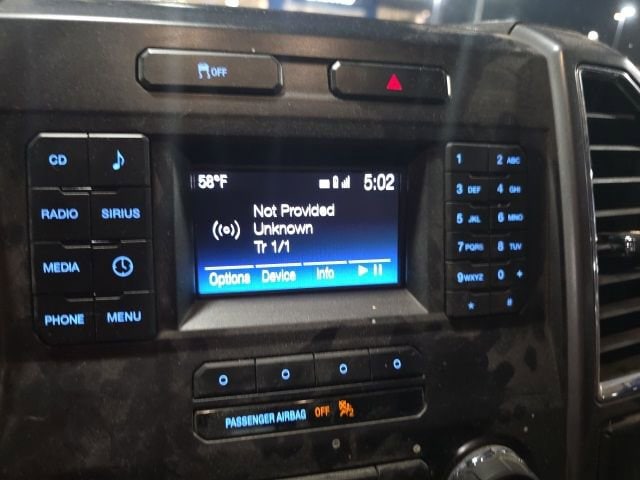 OFF
CD
RADIO
SIRIUS
MEDIA
PHONE
MENU
58°F
5:02
Not Provided
Unknown
Tr 1/1
Options Device Info
1
2 ABC
3 DEF
4 GHI
5 JKL
6 MNO
7 PQRS
8 TUV
9 WXYZ
0 +
*
#
PASSENGER AIRBAG OFF